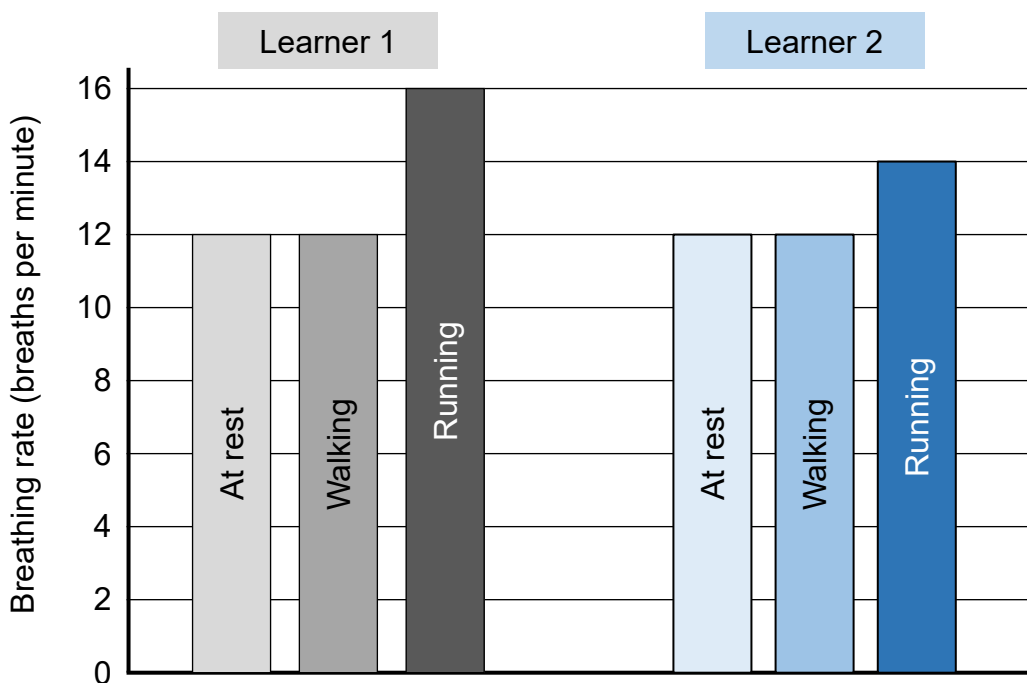 Learner 1
Learner 2
Breathing rate (breaths per minute)
16
14
12
10
8
6
4
2
0
At rest
Walking
Running
At rest
Walking
Running